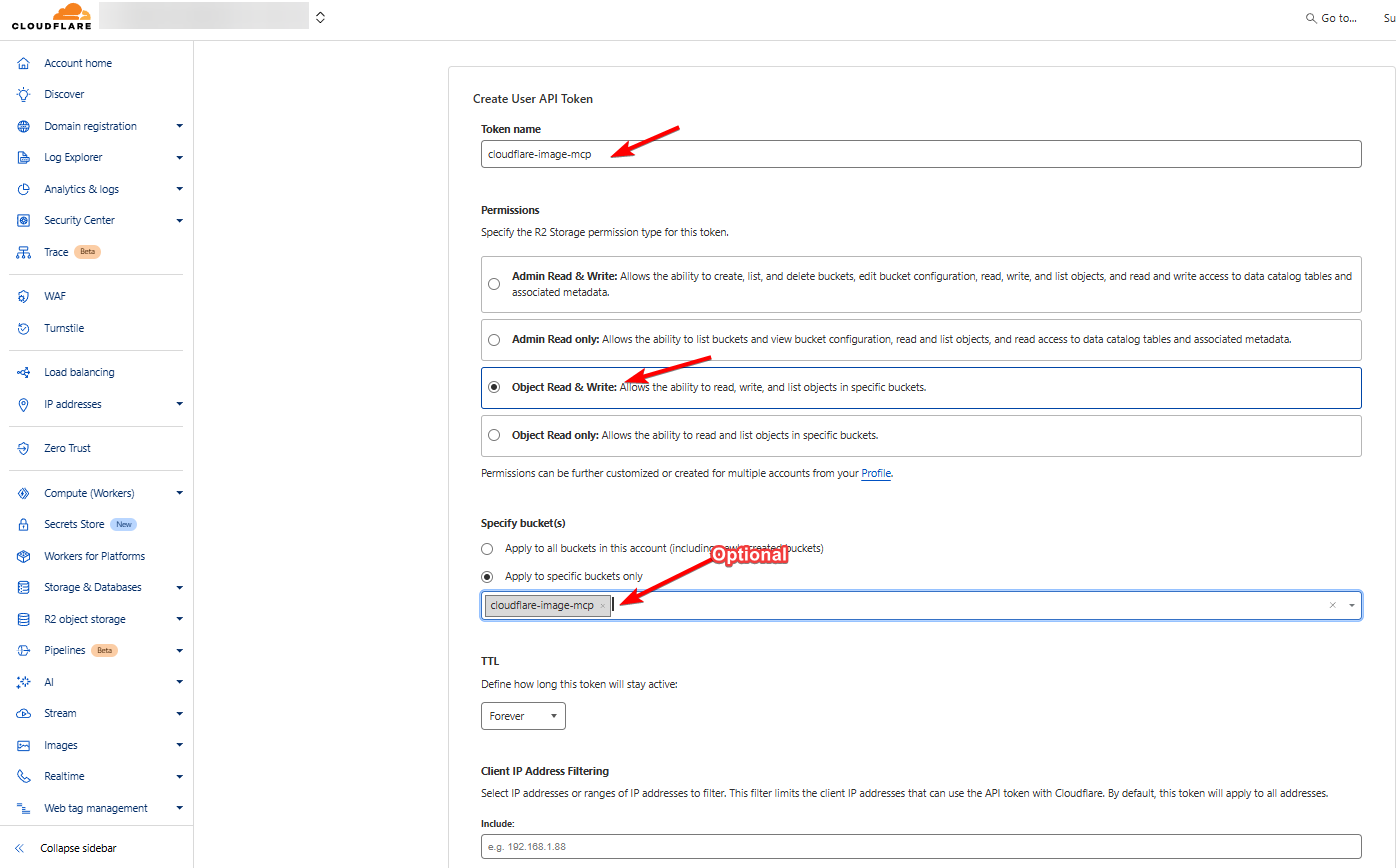 CLOUDFLARE
Go to...
Su
Account home
Discover
Domain registration
Log Explorer
Analytics & logs
Security Center
Trace Beta
WAF
Turnstile
Load balancing
IP addresses
Zero Trust
Compute (Workers)
Secrets Store New
Workers for Platforms
Storage & Databases
R2 object storage
Pipelines Beta
AI
Stream
Images
Realtime
Web tag management
Collapse sidebar
Create User API Token
Token name
cloudflare-image-mcp
Permissions
Specify the R2 Storage permission type for this token.
Admin Read & Write: Allows the ability to create, list, and delete buckets, edit bucket configuration, read, write, and list objects, and read and write access to data catalog tables and
associated metadata.
Admin Read only: Allows the ability to list buckets and view bucket configuration, read and list objects, and read access to data catalog tables and associated metadata.
Object Read & Write: Allows the ability to read, write, and list objects in specific buckets.
Object Read only: Allows the ability to read and list objects in specific buckets.
Permissions can be further customized or created for multiple accounts from your Profile.
Specify bucket(s)
Apply to all buckets in this account (including newly created buckets)
Optional
Apply to specific buckets only
cloudflare-image-mcp ×
TTL
Define how long this token will stay active:
Forever
Client IP Address Filtering
Select IP addresses or ranges of IP addresses to filter. This filter limits the client IP addresses that can use the API token with Cloudflare. By default, this token will apply to all addresses.
Include:
e.g. 192.168.1.88